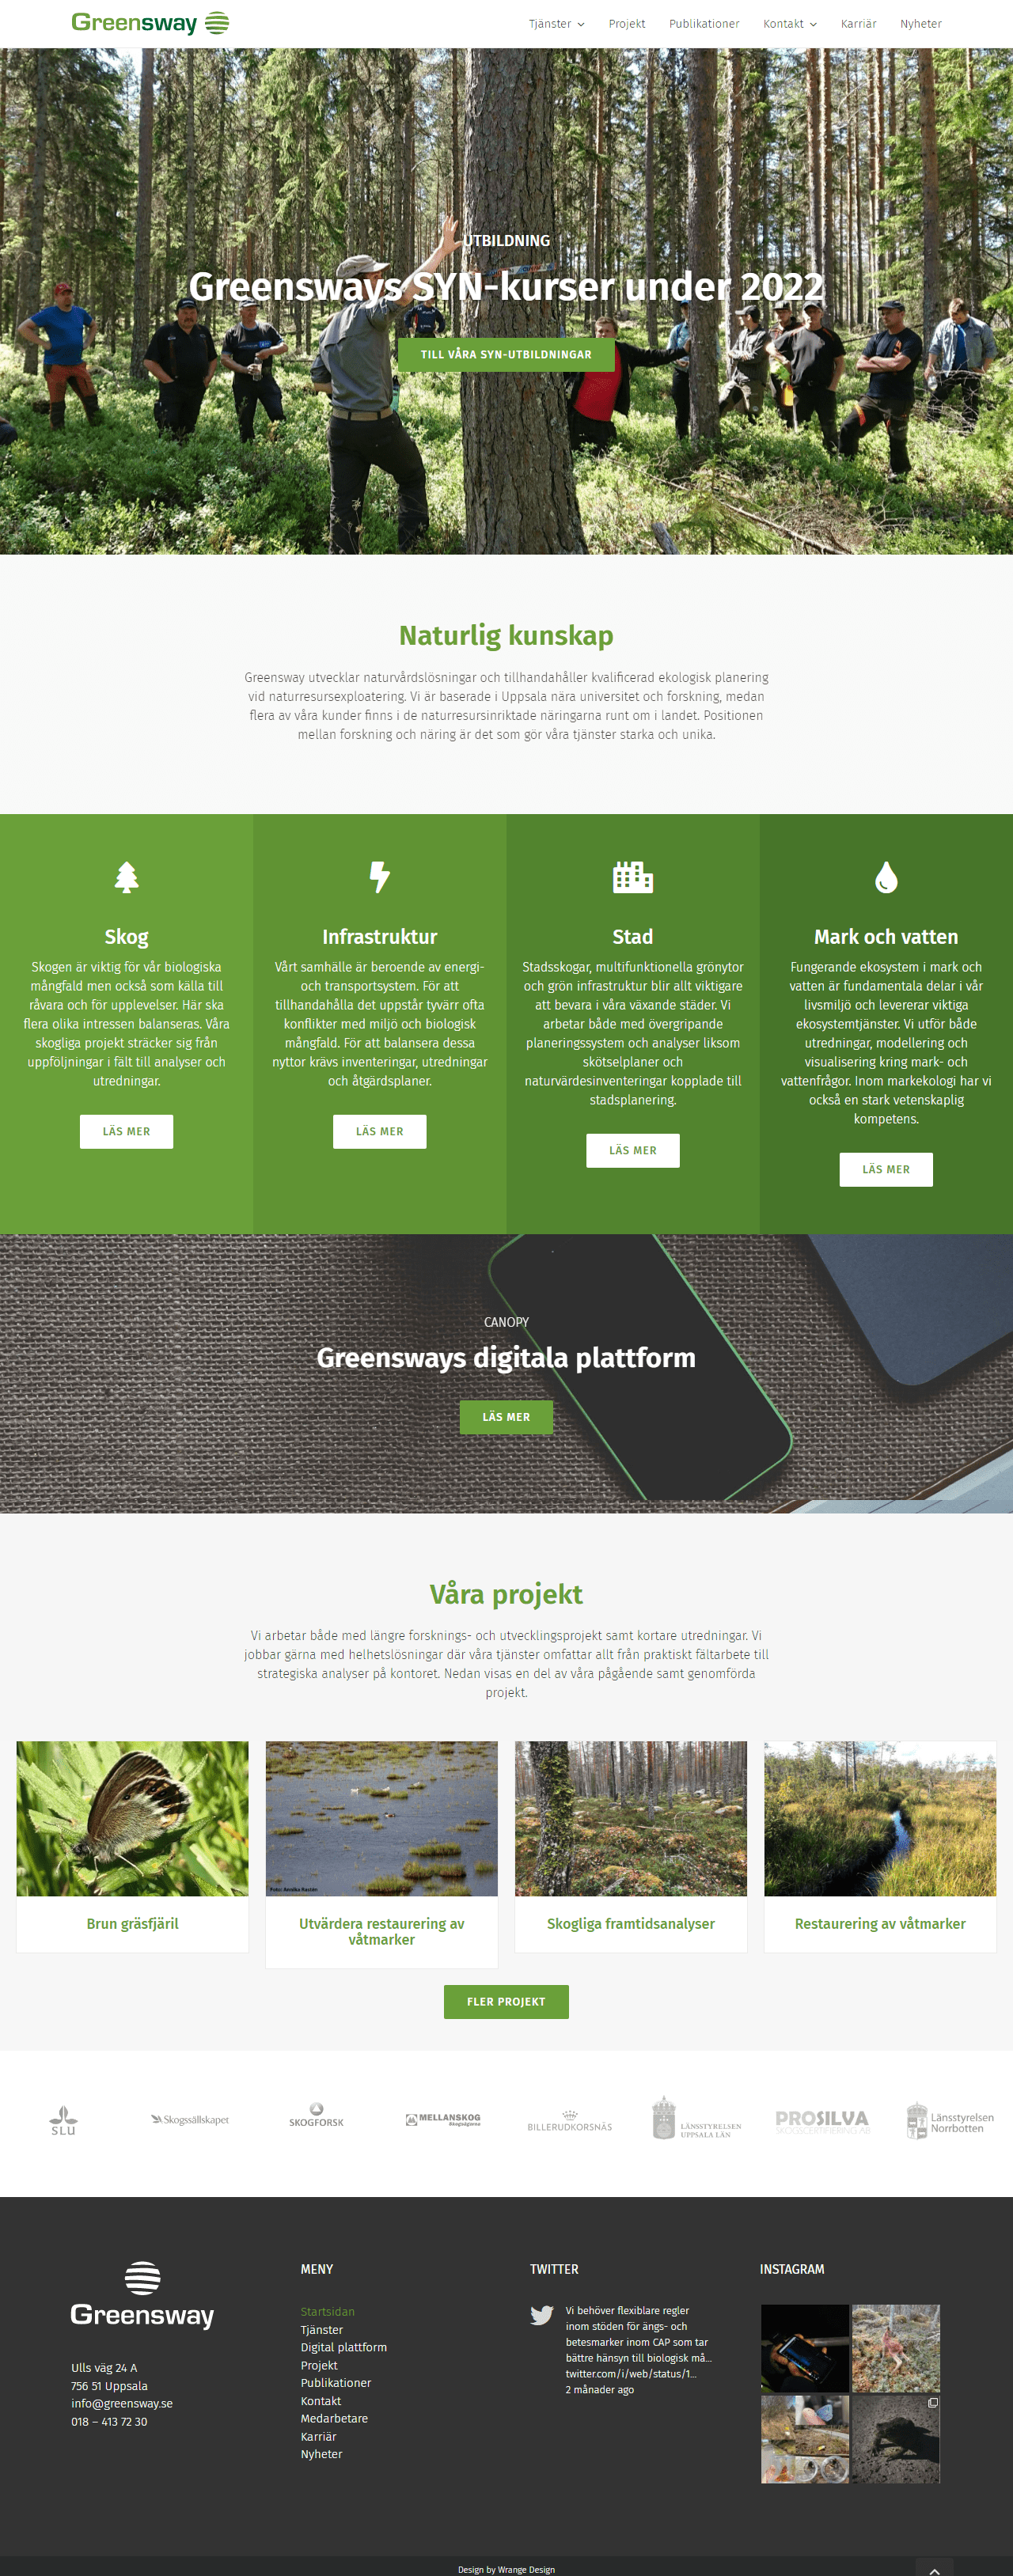 Greensway
Tjänster
Projekt
Publikationer
Kontakt
Karriär
Nyheter
UTBILDNING
Greensways SYN-kurser under 2022
TILL VÅRA SYN-UTBILDNINGAR
Naturlig kunskap
Greensway utvecklar naturvårdslösningar och tillhandahåller kvalificerad ekologisk planering
vid naturresursexploatering. Vi är baserade i Uppsala nära universitet och forskning, medan
flera av våra kunder finns i de naturresursinriktade näringarna runt om i landet. Positionen
mellan forskning och näring är det som gör våra tjänster starka och unika.
Skog
Skogen är viktig för vår biologiska
mångfald men också som källa till
råvara och för upplevelser. Här ska
flera olika intressen balanseras. Våra
skogliga projekt sträcker sig från
uppföljningar i fält till analyser och
utredningar.
LÄS MER
Infrastruktur
Vårt samhälle är beroende av energi-
och transportsystem. För att
tillhandahålla det uppstår tyvärr ofta
konflikter med miljö och biologisk
mångfald. För att balansera dessa
nyttor krävs inventeringar, utredningar
och åtgärdsplaner.
LÄS MER
Stad
Stadsskogar, multifunktionella grönytor
och grön infrastruktur blir allt viktigare
att bevara i våra växande städer. Vi
arbetar både med övergripande
planeringssystem och analyser liksom
skötselplaner och
naturvärdesinventeringar kopplade till
stadsplanering.
LÄS MER
Mark och vatten
Fungerande ekosystem i mark och
vatten är fundamentala delar i vår
livsmiljö och levererar viktiga
ekosystemtjänster. Vi utför både
utredningar, modellering och
visualisering kring mark- och
vattenfrågor. Inom markekologi har vi
också en stark vetenskaplig
kompetens.
LÄS MER
CANOPY
Greensways digitala plattform
LÄS MER
Våra projekt
Vi arbetar både med längre forsknings- och utvecklingsprojekt samt kortare utredningar. Vi
jobbar gärna med helhetslösningar där våra tjänster omfattar allt från praktiskt fältarbete till
strategiska analyser på kontoret. Nedan visas en del av våra pågående samt genomförda
projekt.
Brun gräsfjäril
Foto: Annika Rastén
Utvärdera restaurering av
våtmarker
Skogliga framtidsanalyser
Restaurering av våtmarker
FLER PROJEKT
SLU
Skogssällskapet
SKOGFORSK
MELLANSKOG
Skogsägarna
BILLERUDKORSNÄS
LÄNSSTYRELSEN
UPPSALA LÄN
PROSILVA
SKOGSCERTIFIERING AB
Länsstyrelsen
Norrbotten
Greensway
Ulls väg 24 A
756 51 Uppsala
info@greensway.se
018 – 413 72 30
MENY
Startsidan
Tjänster
Digital plattform
Projekt
Publikationer
Kontakt
Medarbetare
Karriär
Nyheter
TWITTER
Vi behöver flexiblare regler
inom stöden för ängs- och
betesmarker inom CAP som tar
bättre hänsyn till biologisk må...
twitter.com/i/web/status/1...
2 månader ago
INSTAGRAM
Design by Wrange Design